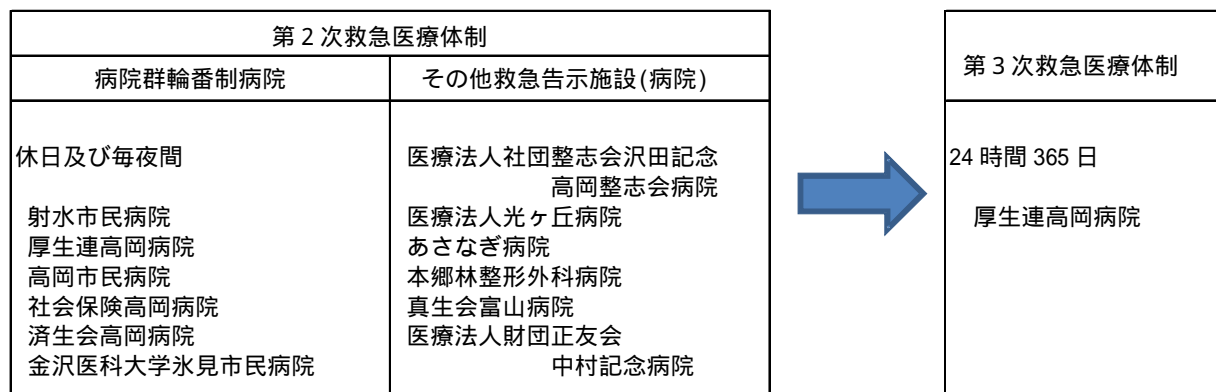 第２次救急医療体制
病院群輪番制病院
その他救急告示施設(病院)
休日及び毎夜間
射水市民病院
厚生連高岡病院
高岡市民病院
社会保険高岡病院
済生会高岡病院
金沢医科大学氷見市民病院
医療法人社団整志会沢田記念
高岡整志会病院
医療法人光ヶ丘病院
あさなぎ病院
本郷林整形外科病院
真生会富山病院
医療法人財団正友会
中村記念病院
第３次救急医療体制
24 時間 365 日
厚生連高岡病院